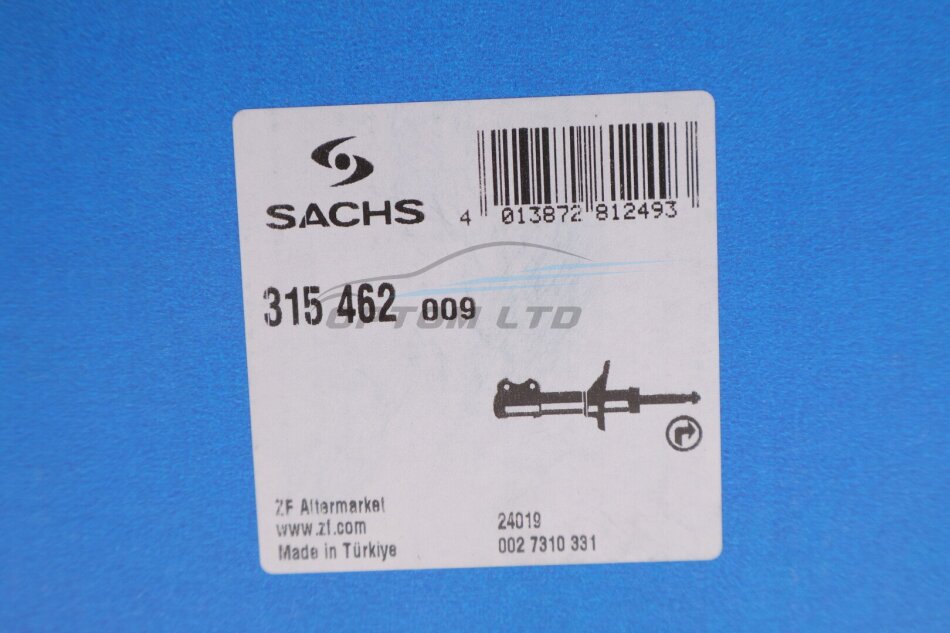 SACHS
4 013872 812493
315 462 009
OPTOM LTD
ZF Aftermarket
www.zf.com
Made in Türkiye
24019
002 7310 331